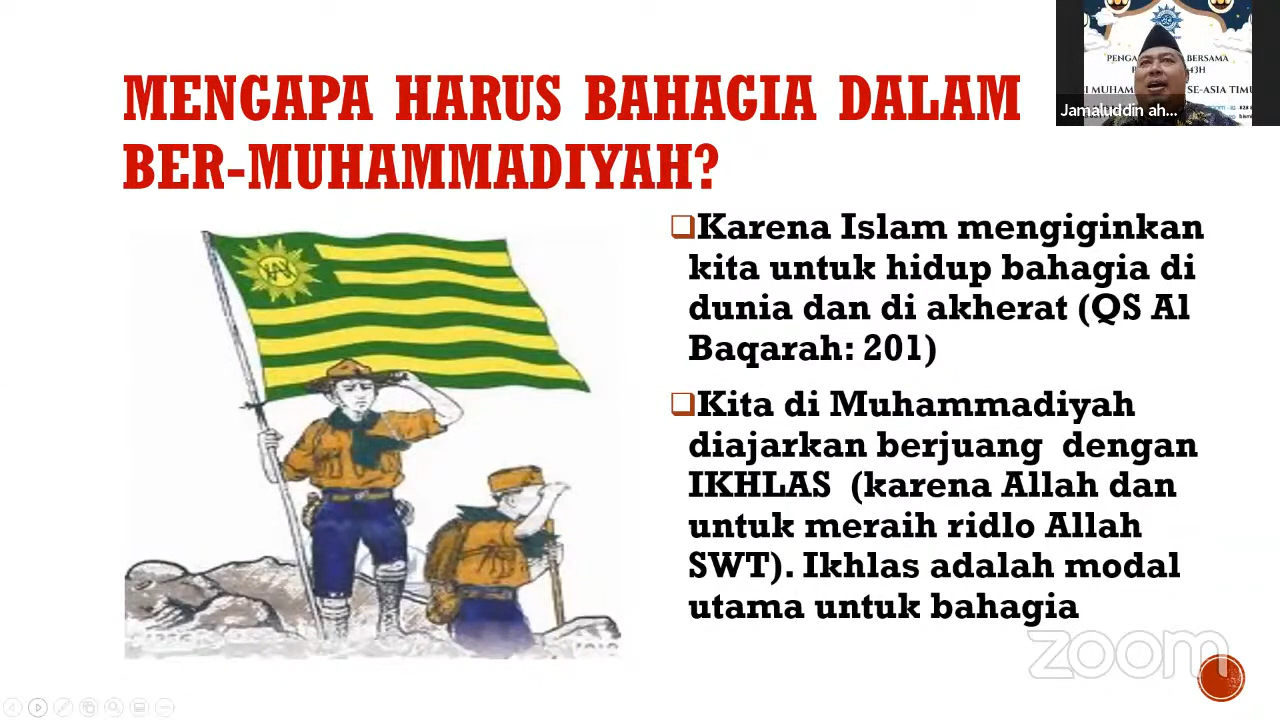 MENGAPA HARUS BAHAGIA DALAM
BER-MUHAMMADIYAH?
Karena Islam mengiginkan
kita untuk hidup bahagia di
dunia dan di akherat (QS Al
Baqarah: 201)
Kita di Muhammadiyah
diajarkan berjuang dengan
IKHLAS (karena Allah dan
untuk meraih ridlo Allah
SWT). Ikhlas adalah modal
utama untuk bahagia
Jamaluddin ah...
zoom